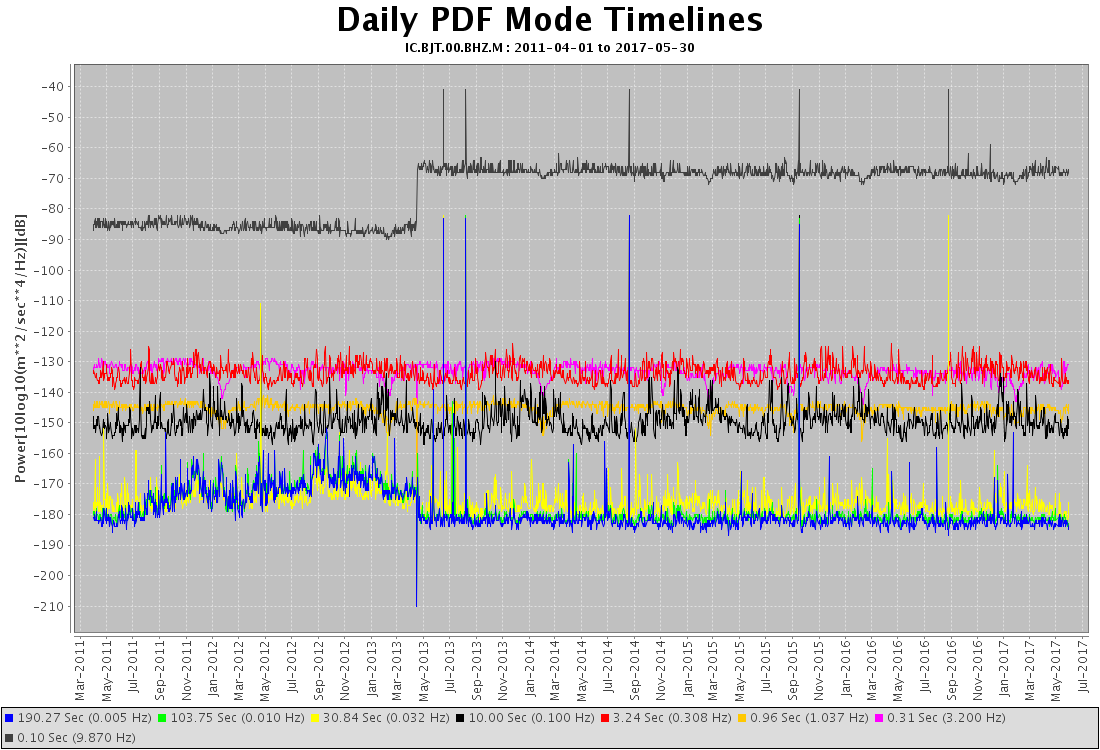 Daily PDF Mode Timelines
IC.BJT.00.BHZ.M : 2011-04-01 to 2017-05-30
Power[10log10(m**2/sec**4/Hz)][dB]
-40
-50
-60
-70
-80
-90
-100
-110
-120
-130
-140
-150
-160
-170
-180
-190
-200
-210
Mar-2011
May-2011
Jul-2011
Sep-2011
Nov-2011
Jan-2012
Mar-2012
May-2012
Jul-2012
Sep-2012
Nov-2012
Jan-2013
Mar-2013
May-2013
Jul-2013
Sep-2013
Nov-2013
Jan-2014
Mar-2014
May-2014
Jul-2014
Sep-2014
Nov-2014
Jan-2015
Mar-2015
May-2015
Jul-2015
Sep-2015
Nov-2015
Jan-2016
Mar-2016
May-2016
Jul-2016
Sep-2016
Nov-2016
Jan-2017
Mar-2017
May-2017
Jul-2017
190.27 Sec (0.005 Hz) 103.75 Sec (0.010 Hz) 30.84 Sec (0.032 Hz) 10.00 Sec (0.100 Hz) 3.24 Sec (0.308 Hz) 0.96 Sec (1.037 Hz) 0.31 Sec (3.200 Hz)
0.10 Sec (9.870 Hz)